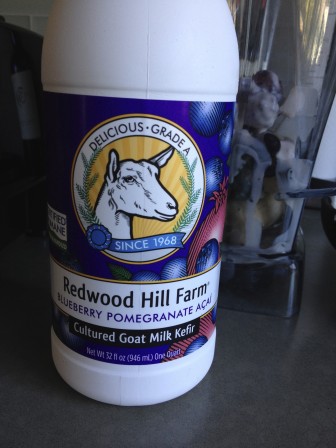 DELICIOUS • GRADE A
SINCE 1968
Redwood Hill Farm
BLUEBERRY POMEGRANATE AÇAI
Cultured Goat Milk Kefir
Net Wt 32 fl oz (946 mL) One Quart